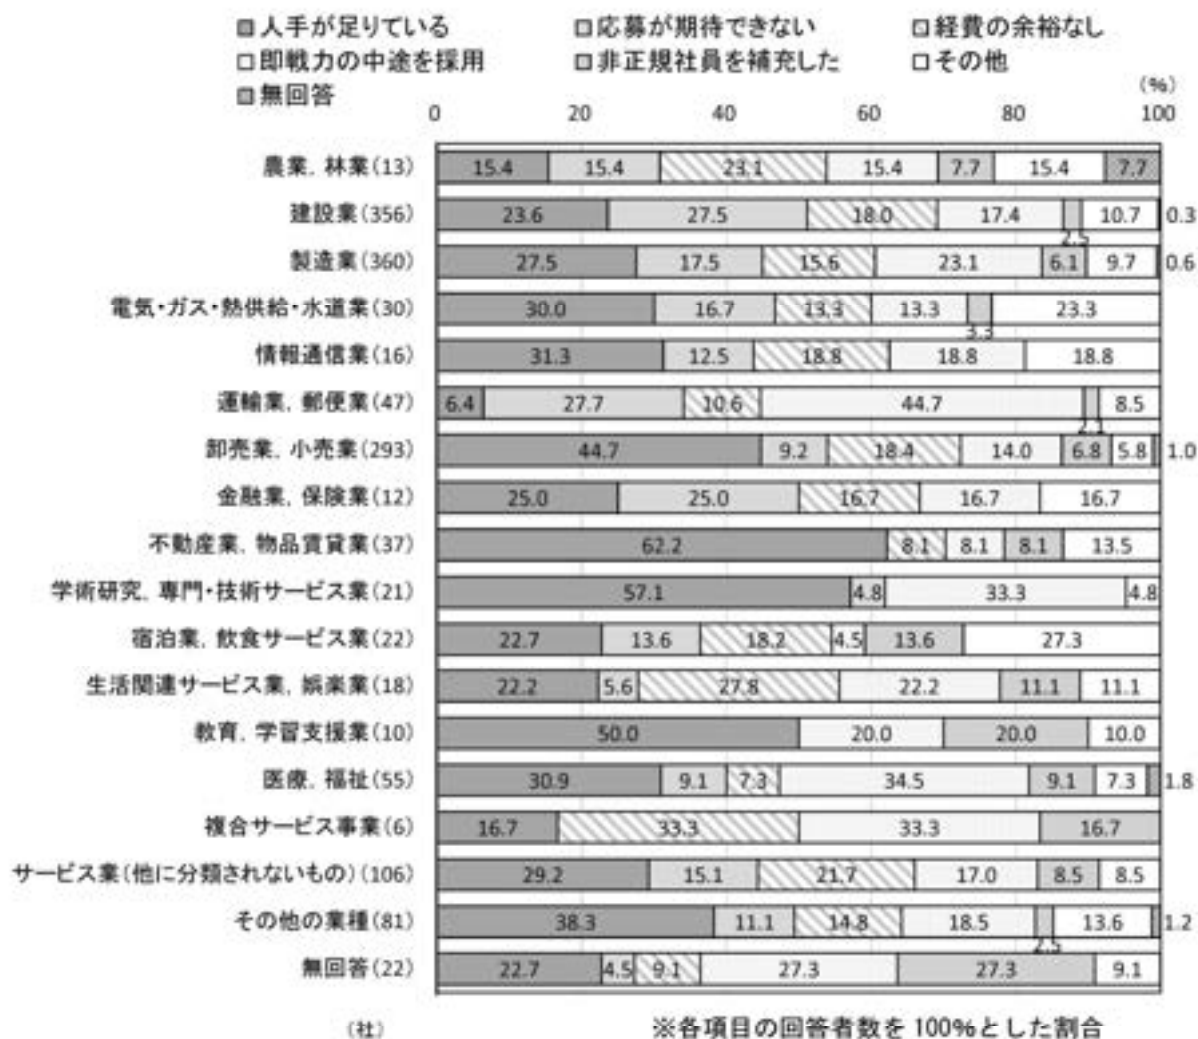 ■人手が足りている □応募が期待できない □経費の余裕なし
□即戦力の中途を採用 □非正規社員を補充した □その他
■無回答 (%)
0 20 40 60 80 100
農業，林業(13) 15.4 15.4 23.1 15.4 7.7 15.4 7.7
建設業(356) 23.6 27.5 18.0 17.4 2.5 10.7 0.3
製造業(360) 27.5 17.5 15.6 23.1 6.1 9.7 0.6
電気・ガス・熱供給・水道業(30) 30.0 16.7 13.3 13.3 3.3 23.3
情報通信業(16) 31.3 12.5 18.8 18.8 18.8
運輸業，郵便業(47) 6.4 27.7 10.6 44.7 2.1 8.5
卸売業，小売業(293) 44.7 9.2 18.4 14.0 6.8 5.8 1.0
金融業，保険業(12) 25.0 25.0 16.7 16.7 16.7
不動産業，物品賃貸業(37) 62.2 8.1 8.1 8.1 13.5
学術研究，専門・技術サービス業(21) 57.1 4.8 33.3 4.8
宿泊業，飲食サービス業(22) 22.7 13.6 18.2 4.5 13.6 27.3
生活関連サービス業，娯楽業(18) 22.2 5.6 27.8 22.2 11.1 11.1
教育，学習支援業(10) 50.0 20.0 20.0 10.0
医療，福祉(55) 30.9 9.1 7.3 34.5 9.1 7.3 1.8
複合サービス事業(6) 16.7 33.3 33.3 16.7
サービス業(他に分類されないもの)(106) 29.2 15.1 21.7 17.0 8.5 8.5
その他の業種(81) 38.3 11.1 14.8 18.5 2.5 13.6 1.2
無回答(22) 22.7 4.5 9.1 27.3 27.3 9.1
(社) ※各項目の回答者数を100%とした割合